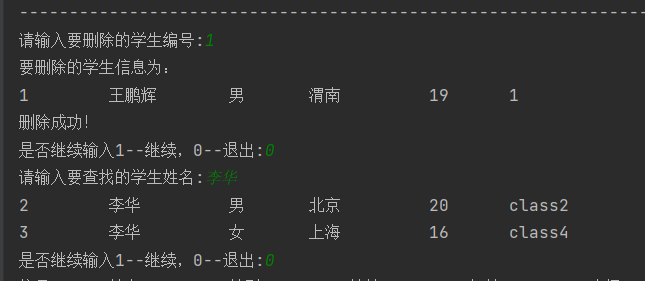 请输入要删除的学生编号:1
要删除的学生信息为：
1 王鹏辉 男 渭南 19 1
删除成功!
是否继续输入1--继续，0--退出:0
请输入要查找的学生姓名:李华
2 李华 男 北京 20 class2
3 李华 女 上海 16 class4
是否继续输入1--继续，0--退出:0